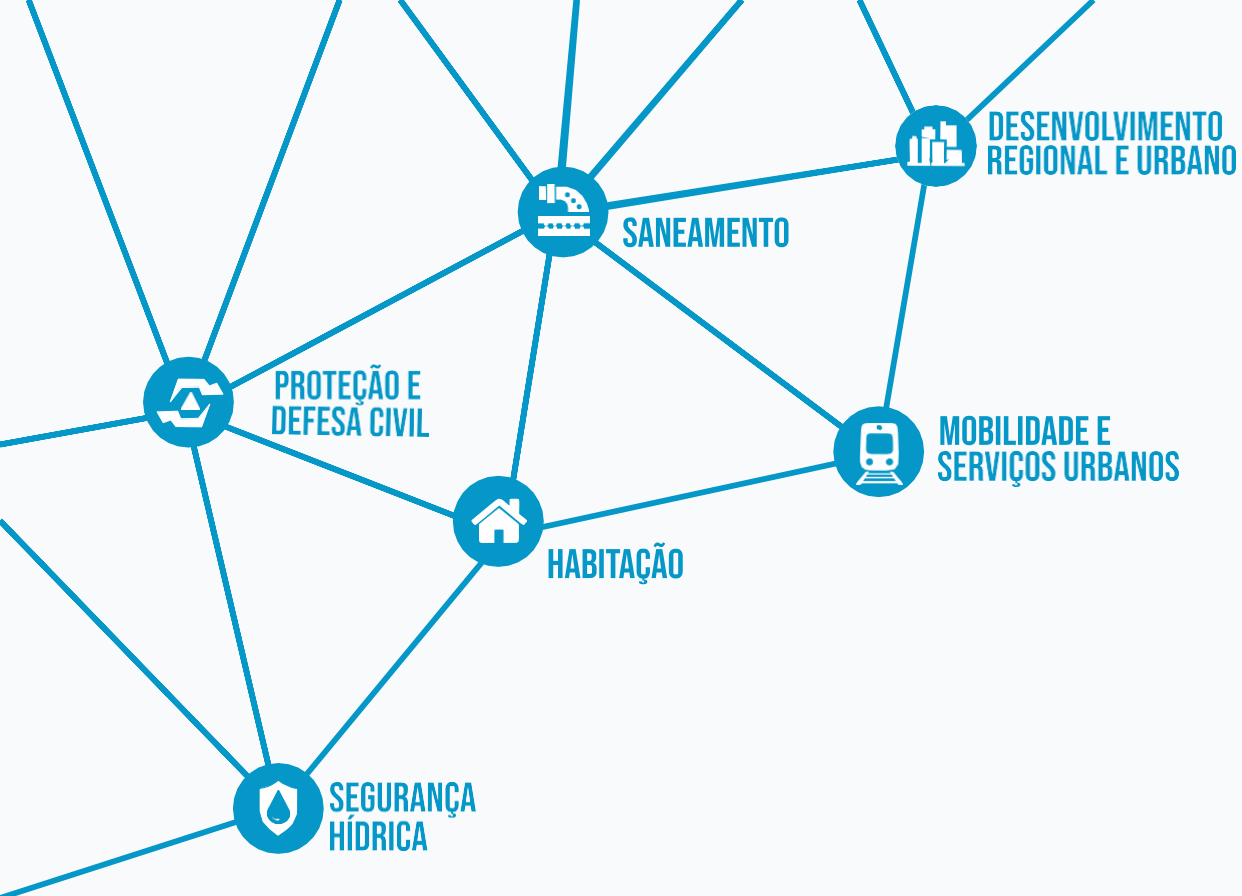 DESENVOLVIMENTO
REGIONAL E URBANO
SANEAMENTO
PROTEÇÃO E
DEFESA CIVIL
MOBILIDADE E
SERVIÇOS URBANOS
HABITAÇÃO
SEGURANÇA
HÍDRICA